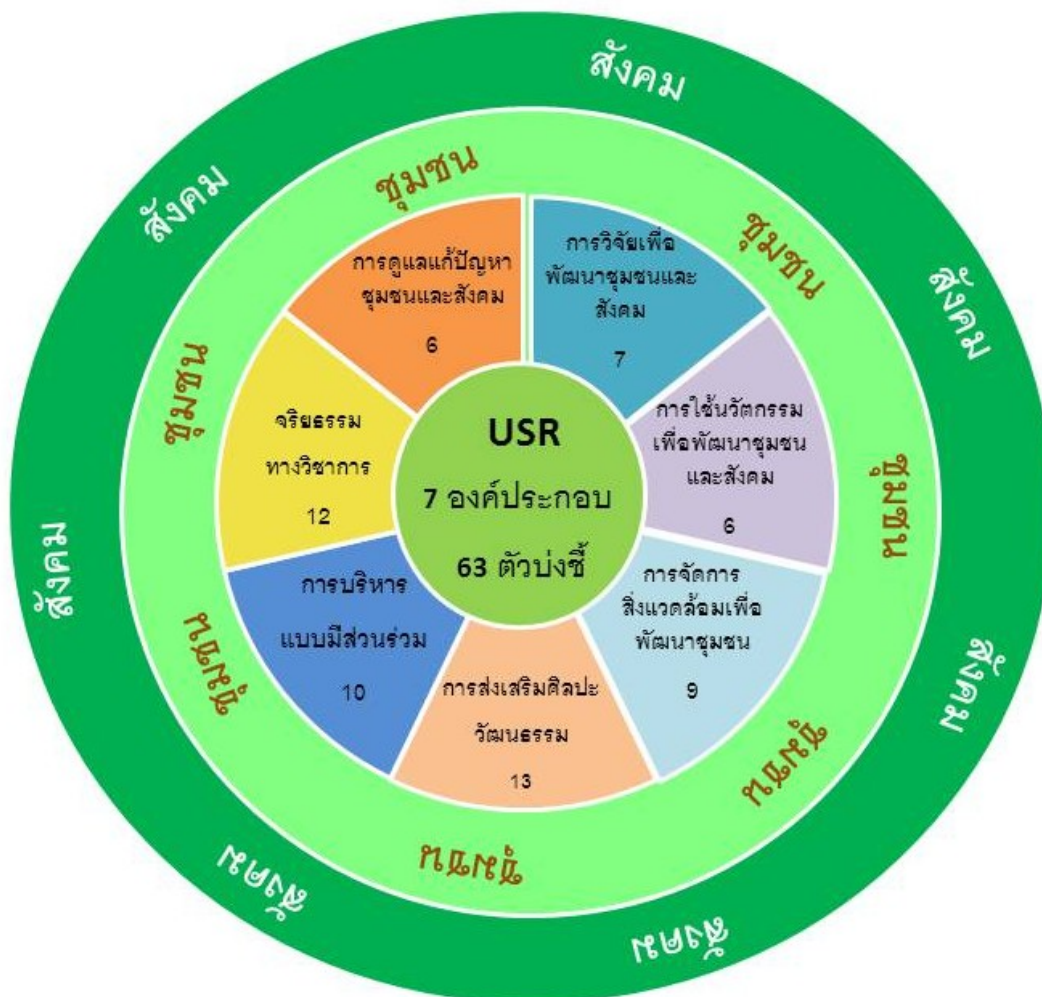 สังคม
สังคม
สังคม
สังคม
สังคม
สังคม
สังคม
สังคม
ชุมชน
ชุมชน
ชุมชน
ชุมชน
ชุมชน
ชุมชน
ชุมชน
การวิจัยเพื่อ
พัฒนาชุมชนและ
สังคม
7
การใช้นวัตกรรม
เพื่อพัฒนาชุมชน
และสังคม
6
การจัดการ
สิ่งแวดล้อมเพื่อ
พัฒนาชุมชน
9
การส่งเสริมศิลปะ
วัฒนธรรม
13
การบริหาร
แบบมีส่วนร่วม
10
จริยธรรม
ทางวิชาการ
12
การดูแลแก้ปัญหา
ชุมชนและสังคม
6
USR
7 องค์ประกอบ
63 ตัวบ่งชี้